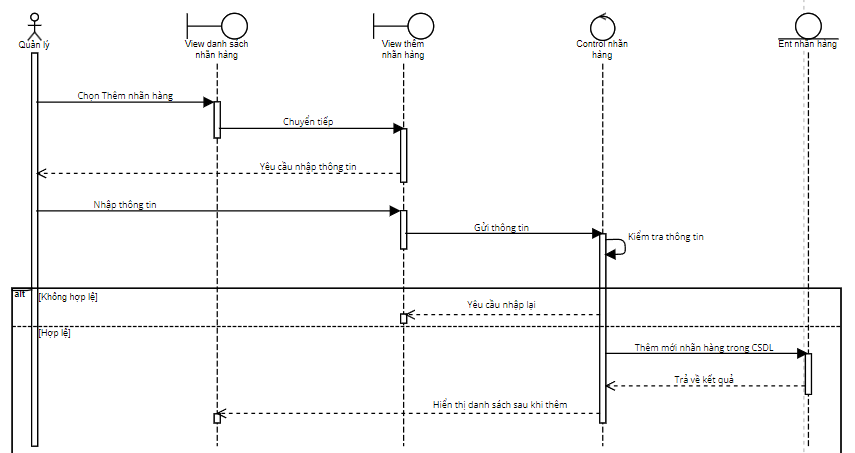 Quản lý
View danh sách
nhãn hàng
View thêm
nhãn hàng
Control nhãn
hàng
Ent nhãn hàng
Chọn Thêm nhãn hàng
Chuyển tiếp
Yêu cầu nhập thông tin
Nhập thông tin
Gửi thông tin
Kiểm tra thông tin
alt
[Không hợp lệ]
Yêu cầu nhập lại
[Hợp lệ]
Thêm mới nhãn hàng trong CSDL
Trả về kết quả
Hiển thị danh sách sau khi thêm